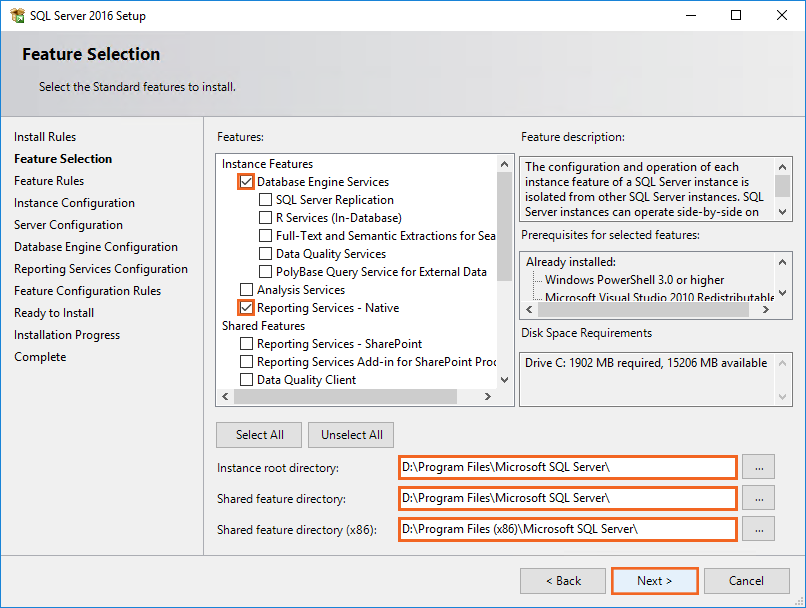 SQL Server 2016 Setup
Feature Selection
Select the Standard features to install.
Install Rules
Feature Selection
Feature Rules
Instance Configuration
Server Configuration
Database Engine Configuration
Reporting Services Configuration
Feature Configuration Rules
Ready to Install
Installation Progress
Complete
Features:
Instance Features
Database Engine Services
SQL Server Replication
R Services (In-Database)
Full-Text and Semantic Extractions for Sea
Data Quality Services
PolyBase Query Service for External Data
Analysis Services
Reporting Services - Native
Shared Features
Reporting Services - SharePoint
Reporting Services Add-in for SharePoint Proc
Data Quality Client
Feature description:
The configuration and operation of each
instance feature of a SQL Server instance is
isolated from other SQL Server instances. SQL
Server instances can operate side-by-side on
Prerequisites for selected features:
Already installed:
Windows PowerShell 3.0 or higher
Microsoft Visual Studio 2010 Redistributable
Disk Space Requirements
Drive C: 1902 MB required, 15206 MB available
Select All
Unselect All
Instance root directory:
D:\Program Files\Microsoft SQL Server\
...
Shared feature directory:
D:\Program Files\Microsoft SQL Server\
...
Shared feature directory (x86):
D:\Program Files (x86)\Microsoft SQL Server\
...
< Back
Next >
Cancel